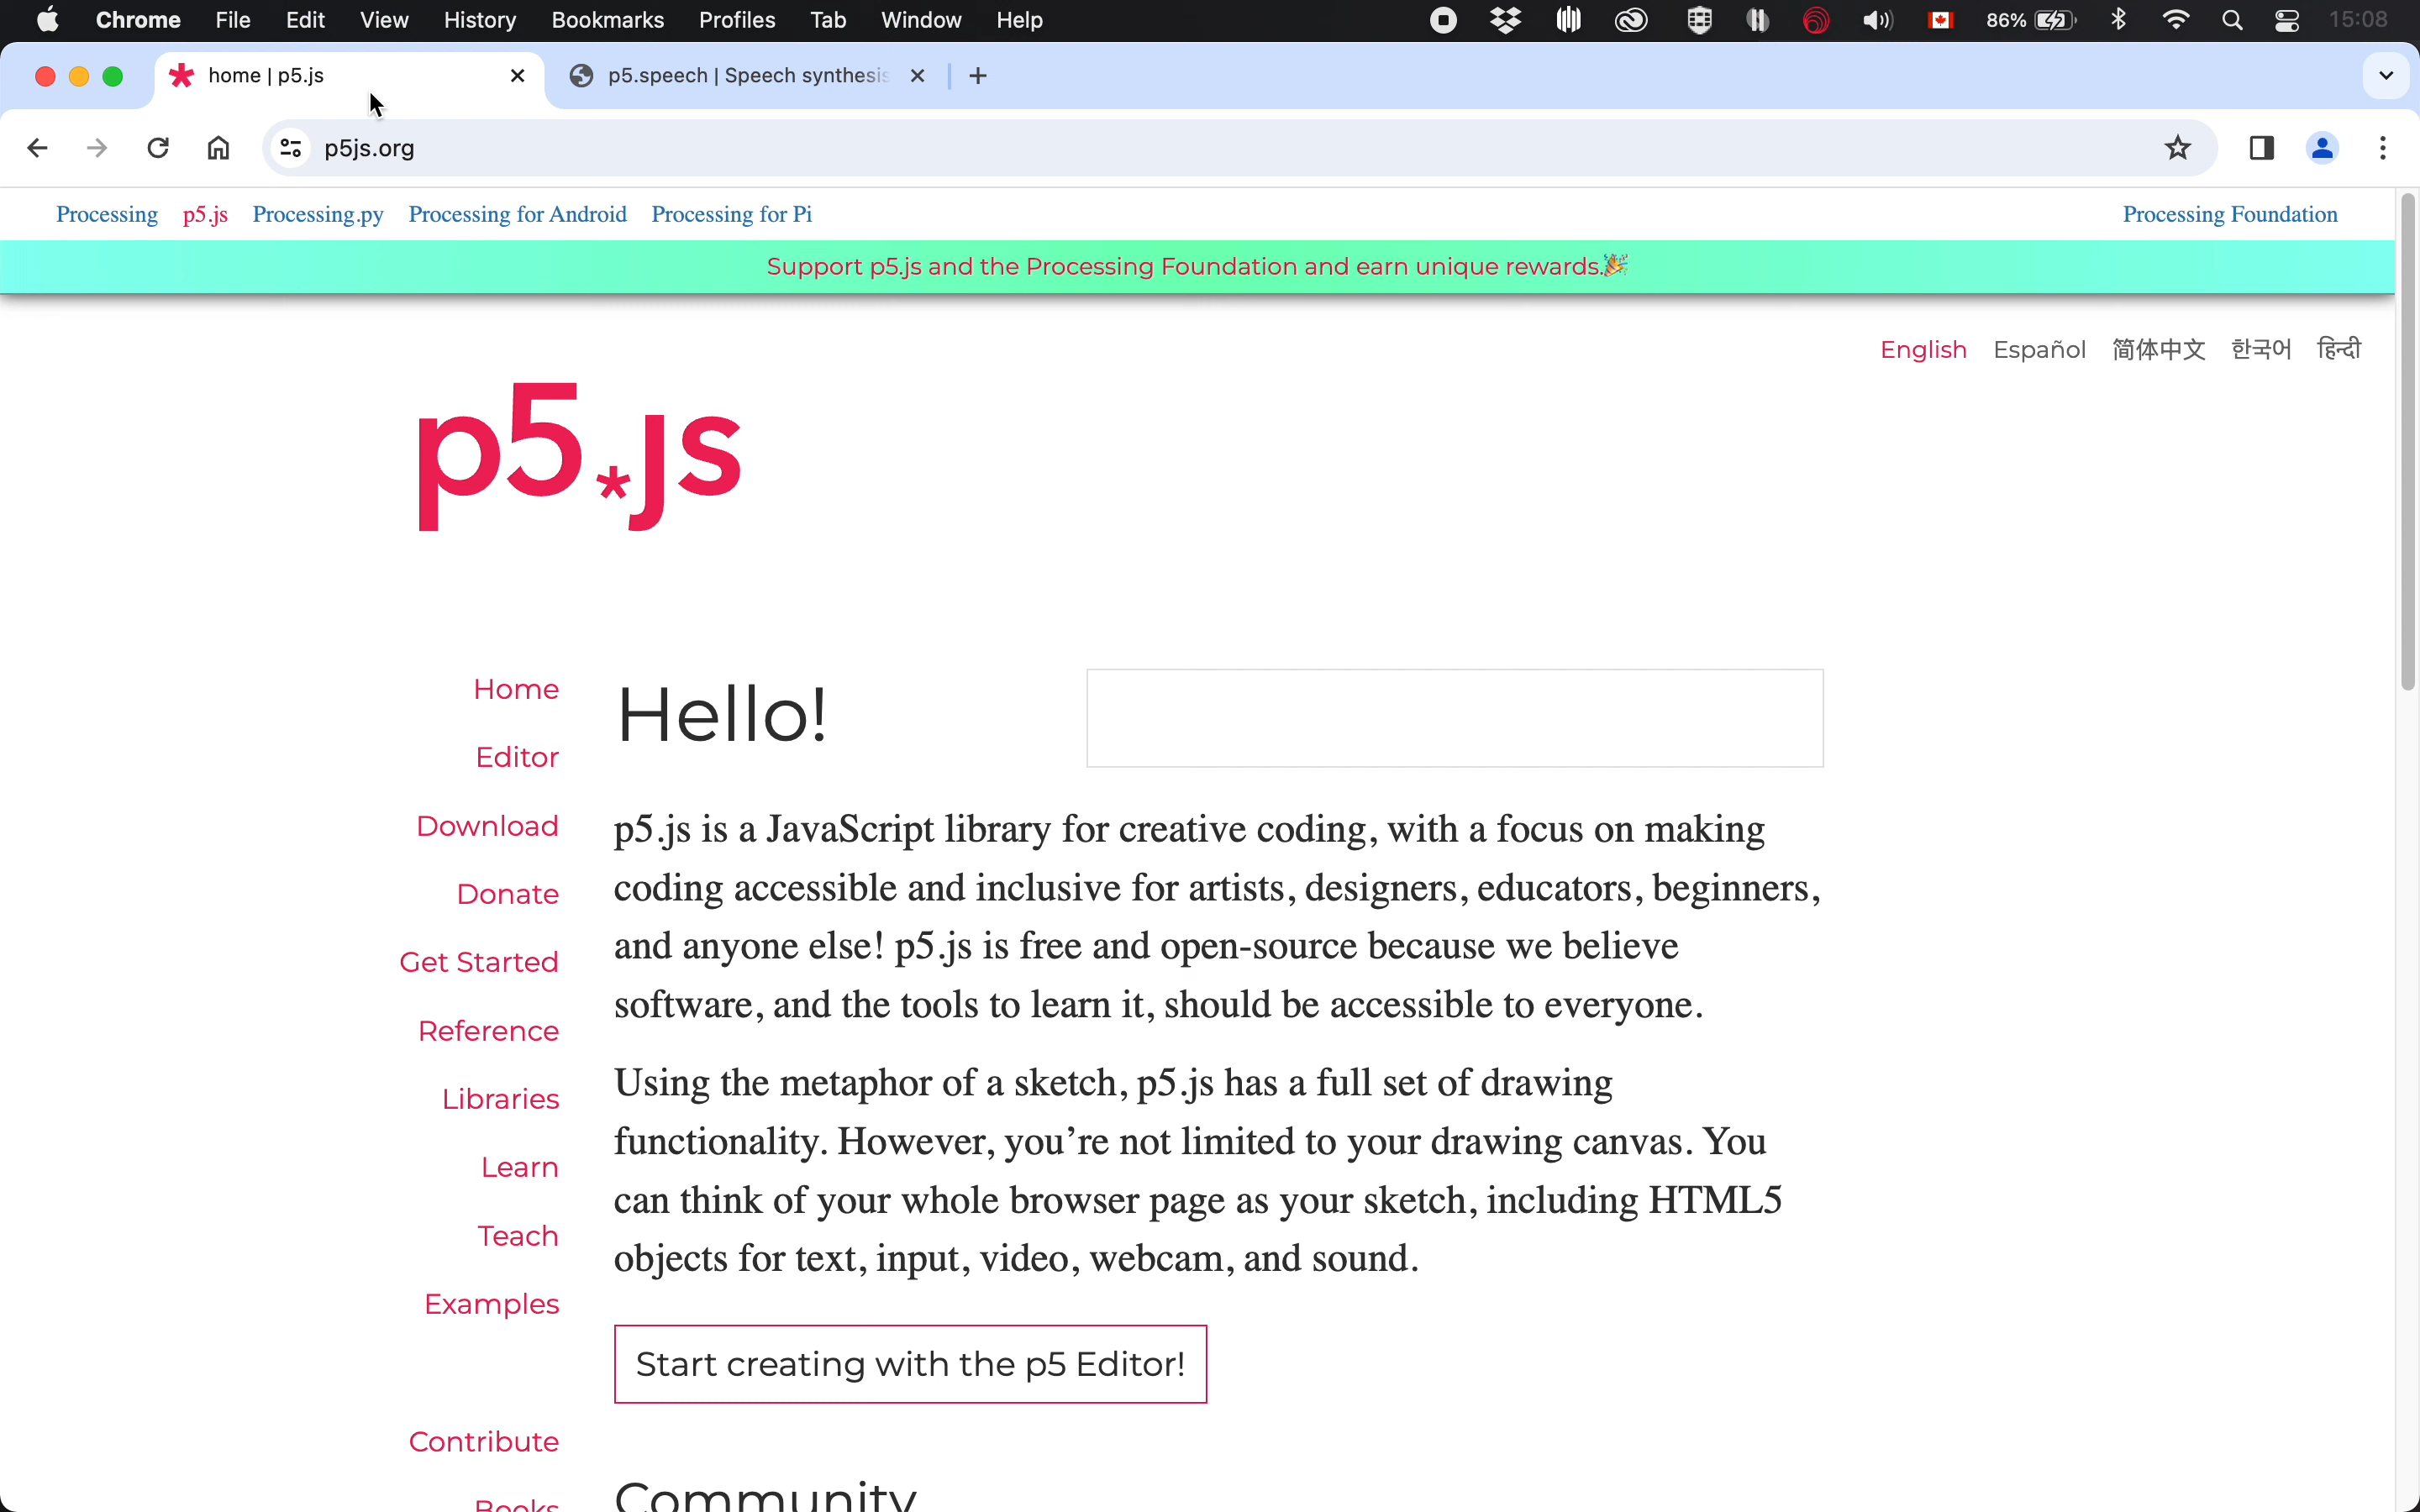 Chrome File Edit View History Bookmarks Profiles Tab Window Help 86% 15:08
home | p5.js p5.speech | Speech synthesis
p5js.org
Processing p5.js Processing.py Processing for Android Processing for Pi Processing Foundation
Support p5.js and the Processing Foundation and earn unique rewards.🎉
English Español 简体中文 한국어 हिन्दी
p5*js
Home
Editor
Download
Donate
Get Started
Reference
Libraries
Learn
Teach
Examples
Contribute
Books
Hello!
p5.js is a JavaScript library for creative coding, with a focus on making
coding accessible and inclusive for artists, designers, educators, beginners,
and anyone else! p5.js is free and open-source because we believe
software, and the tools to learn it, should be accessible to everyone.
Using the metaphor of a sketch, p5.js has a full set of drawing
functionality. However, you’re not limited to your drawing canvas. You
can think of your whole browser page as your sketch, including HTML5
objects for text, input, video, webcam, and sound.
Start creating with the p5 Editor!
Community